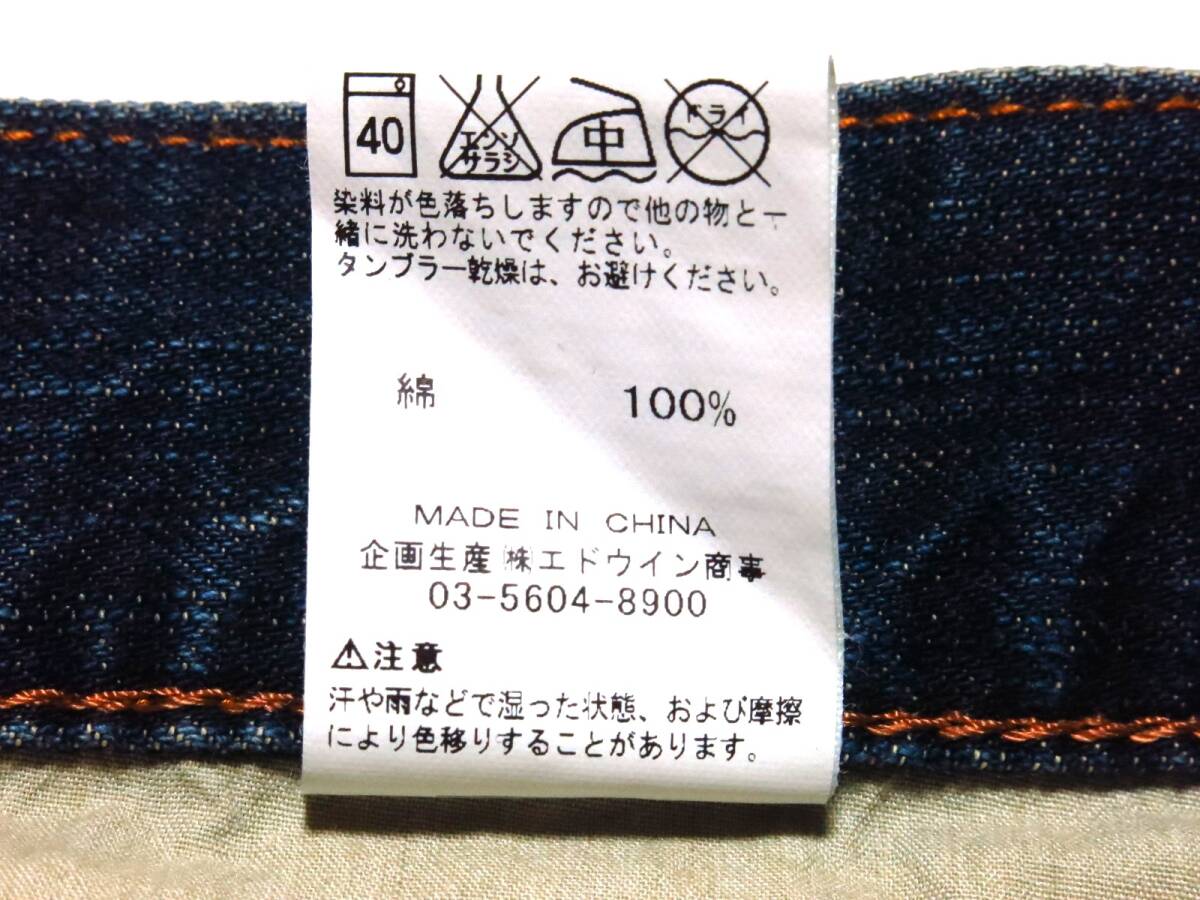 40
エンソ
サラシ
中
ドライ
染料が色落ちしますので他の物と一
緒に洗わないでください。
タンブラー乾燥は、お避けください。
綿 100%
MADE IN CHINA
企画生産㈱エドウイン商事
03-5604-8900
⚠注意
汗や雨などで湿った状態、および摩擦
により色移りすることがあります。